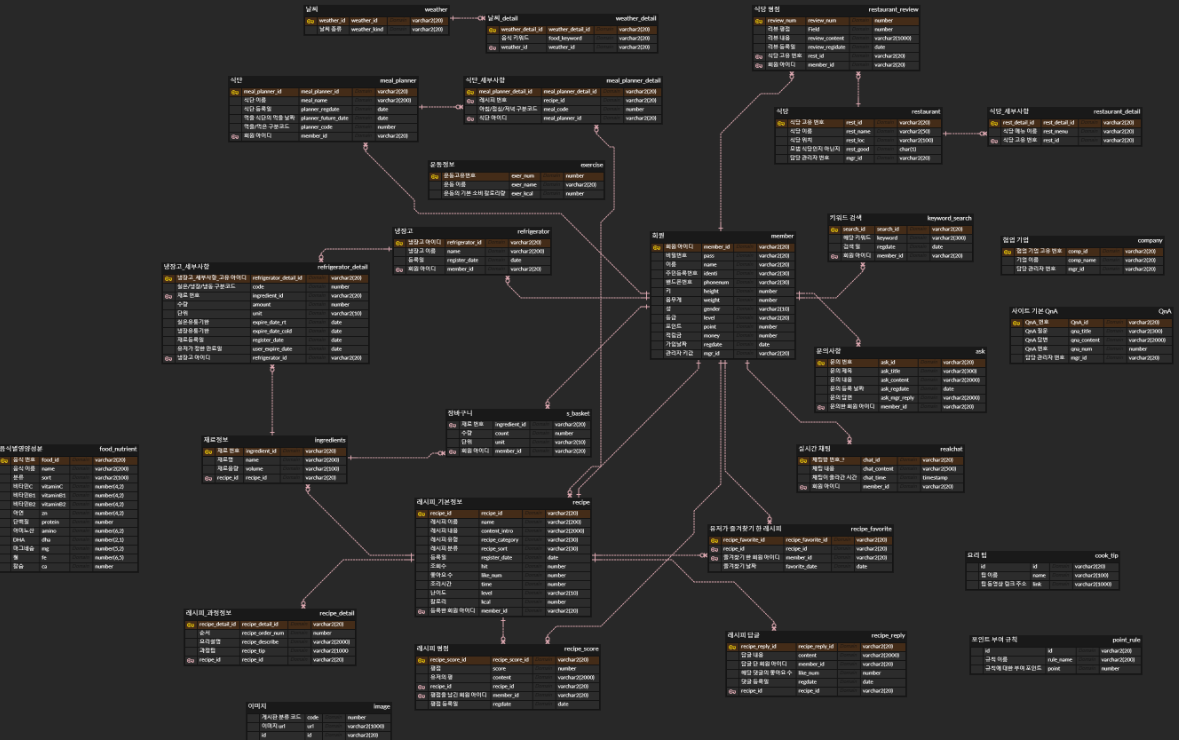 날씨 weather
weather_id weather_id varchar2(20)
날씨 종류 weather_kind varchar2(20)
날씨_detail weather_detail
weather_detail_id weather_detail_id varchar2(20)
음식 키워드 food_keyword varchar2(20)
weather_id weather_id varchar2(20)
식당 평점 restaurant_review
review_num review_num number
리뷰 평점 Field number
리뷰 내용 review_content varchar2(1000)
리뷰 등록일 review_regdate date
식당 고유 번호 rest_id varchar2(20)
회원 아이디 member_id varchar2(20)
식단 meal_planner
meal_planner_id meal_planner_id varchar2(20)
식단 이름 meal_name varchar2(200)
식단 등록일 planner_regdate date
먹을 식단의 먹을 날짜 planner_future_date date
먹을/먹은 구분코드 planner_code number
회원 아이디 member_id varchar2(20)
식단_세부사항 meal_planner_detail
meal_planner_detail_id meal_planner_detail_id varchar2(20)
레시피 번호 recipe_id varchar2(20)
아침/점심/저녁 구분코드 meal_code number
식단 아이디 meal_planner_id varchar2(20)
식당 restaurant
식당 고유 번호 rest_id varchar2(20)
식당 이름 rest_name varchar2(50)
식당 위치 rest_loc varchar2(100)
모범 식당인지 아닌지 rest_good char(1)
담당 관리자 번호 mgr_id varchar2(20)
식당_세부사항 restaurant_detail
rest_detail_id rest_detail_id varchar2(20)
식당 메뉴 이름 rest_menu varchar2(20)
식당 고유 번호 rest_id varchar2(20)
운동정보 exercise
운동고유번호 exer_num number
운동 이름 exer_name varchar2(20)
운동의 기본 소비 칼로리량 exer_kcal number
냉장고 refrigerator
냉장고 아이디 refrigerator_id varchar2(20)
냉장고 이름 name varchar2(200)
등록일 register_date date
회원 아이디 member_id varchar2(20)
냉장고_세부사항 refrigerator_detail
냉장고_세부사항_고유 아이디 refrigerator_detail_id varchar2(20)
실온/냉장/냉동 구분코드 code number
재료 번호 ingredient_id varchar2(20)
수량 amount number
단위 unit varchar2(10)
실온유통기한 expire_date_rt date
냉장유통기한 expire_date_cold date
재료등록일 register_date date
유저가 정한 만료일 user_expire_date date
냉장고 아이디 refrigerator_id varchar2(20)
회원 member
회원 아이디 member_id varchar2(20)
비밀번호 pass varchar2(20)
이름 name varchar2(20)
주민등록번호 identi varchar2(30)
핸드폰번호 phonenum varchar2(30)
키 height number
몸무게 weight number
성 gender varchar2(10)
등급 level varchar2(20)
포인트 point number
적립금 money number
가입날짜 regdate date
관리자 키값 mgr_id varchar2(20)
키워드 검색 keyword_search
search_id search_id varchar2(20)
해당 키워드 keyword varchar2(300)
검색 일 regdate date
회원 아이디 member_id varchar2(20)
협업 기업 company
협업 기업 고유 번호 comp_id varchar2(20)
기업 이름 comp_name varchar2(20)
담당 관리자 번호 mgr_id varchar2(20)
사이트 기본 QnA QnA
QnA_번호 Qna_id varchar2(20)
QnA 질문 qna_title varchar2(300)
QnA 답변 qna_content varchar2(2000)
QnA 번호 qna_num number
담당 관리자 번호 mgr_id varchar2(20)
문의사항 ask
문의 번호 ask_id varchar2(20)
문의 제목 ask_title varchar2(300)
문의 내용 ask_content varchar2(2000)
문의 등록 날짜 ask_regdate date
문의 답변 ask_mgr_reply varchar2(2000)
문의한 회원 아이디 member_id varchar2(20)
장바구니 s_basket
재료 번호 ingredient_id varchar2(20)
수량 count number
단위 unit varchar2(10)
회원 아이디 member_id varchar2(20)
재료정보 ingredients
재료 번호 ingredient_id varchar2(20)
재료명 name varchar2(200)
재료용량 volume varchar2(100)
recipe_id recipe_id varchar2(20)
음식별영양성분 food_nutrient
음식 번호 food_id varchar2(20)
음식 이름 name varchar2(200)
분류 sort varchar2(100)
비타민C vitaminC number(4,2)
비타민B1 vitaminB1 number(4,2)
비타민B2 vitaminB2 number(4,2)
아연 zn number(4,2)
단백질 protein number
아미노산 amino number(6,2)
DHA dha number(2,1)
마그네슘 mg number(5,2)
철 fe number(6,3)
칼슘 ca number
실시간 채팅 realchat
채팅한 번호.? chat_id varchar2(20)
채팅 내용 chat_content varchar2(500)
채팅이 올라간 시간 chat_time timestamp
회원 아이디 member_id varchar2(20)
레시피_기본정보 recipe
recipe_id recipe_id varchar2(20)
레시피 이름 name varchar2(200)
레시피 내용 content_intro varchar2(2000)
레시피 유형 recipe_category varchar2(30)
레시피 분류 recipe_sort varchar2(30)
등록일 register_date date
조회수 hit number
좋아요 수 like_num number
조리시간 time number
난이도 level varchar2(10)
칼로리 kcal number
등록한 회원 아이디 member_id varchar2(20)
유저가 즐겨찾기 한 레시피 recipe_favorite
recipe_favorite_id recipe_favorite_id varchar2(20)
recipe_id recipe_id varchar2(20)
즐겨찾기 한 회원 아이디 member_id varchar2(20)
즐겨찾기 날짜 favorite_date date
요리 팁 cook_tip
id id varchar2(20)
팁 이름 name varchar2(100)
팁 동영상 링크 주소 link varchar2(1000)
레시피_과정정보 recipe_detail
recipe_detail_id recipe_detail_id varchar2(20)
순서 recipe_order_num number
요리설명 recipe_describe varchar2(2000)
과정팁 recipe_tip varchar2(1000
recipe_id recipe_id varchar2(20)
레시피 평점 recipe_score
recipe_score_id recipe_score_id varchar2(20)
평점 score number
유저의 평 content varchar2(2000)
recipe_id recipe_id varchar2(20)
평점을 남긴 회원 아이디 member_id varchar2(20)
평점 등록일 regdate date
레시피 답글 recipe_reply
recipe_reply_id recipe_reply_id varchar2(20)
답글 내용 content varchar2(2000)
답글 단 회원 아이디 member_id varchar2(20)
해당 댓글의 좋아요 수 like_num number
댓글 등록일 regdate date
recipe_id recipe_id varchar2(20)
포인트 부여 규칙 point_rule
id id varchar2(20)
규칙 이름 rule_name varchar2(200)
규칙에 대한 부여 포인트 point number
이미지 image
게시판 분류 코드 code number
이미지 url url varchar2(1000)
id id varchar2(20)